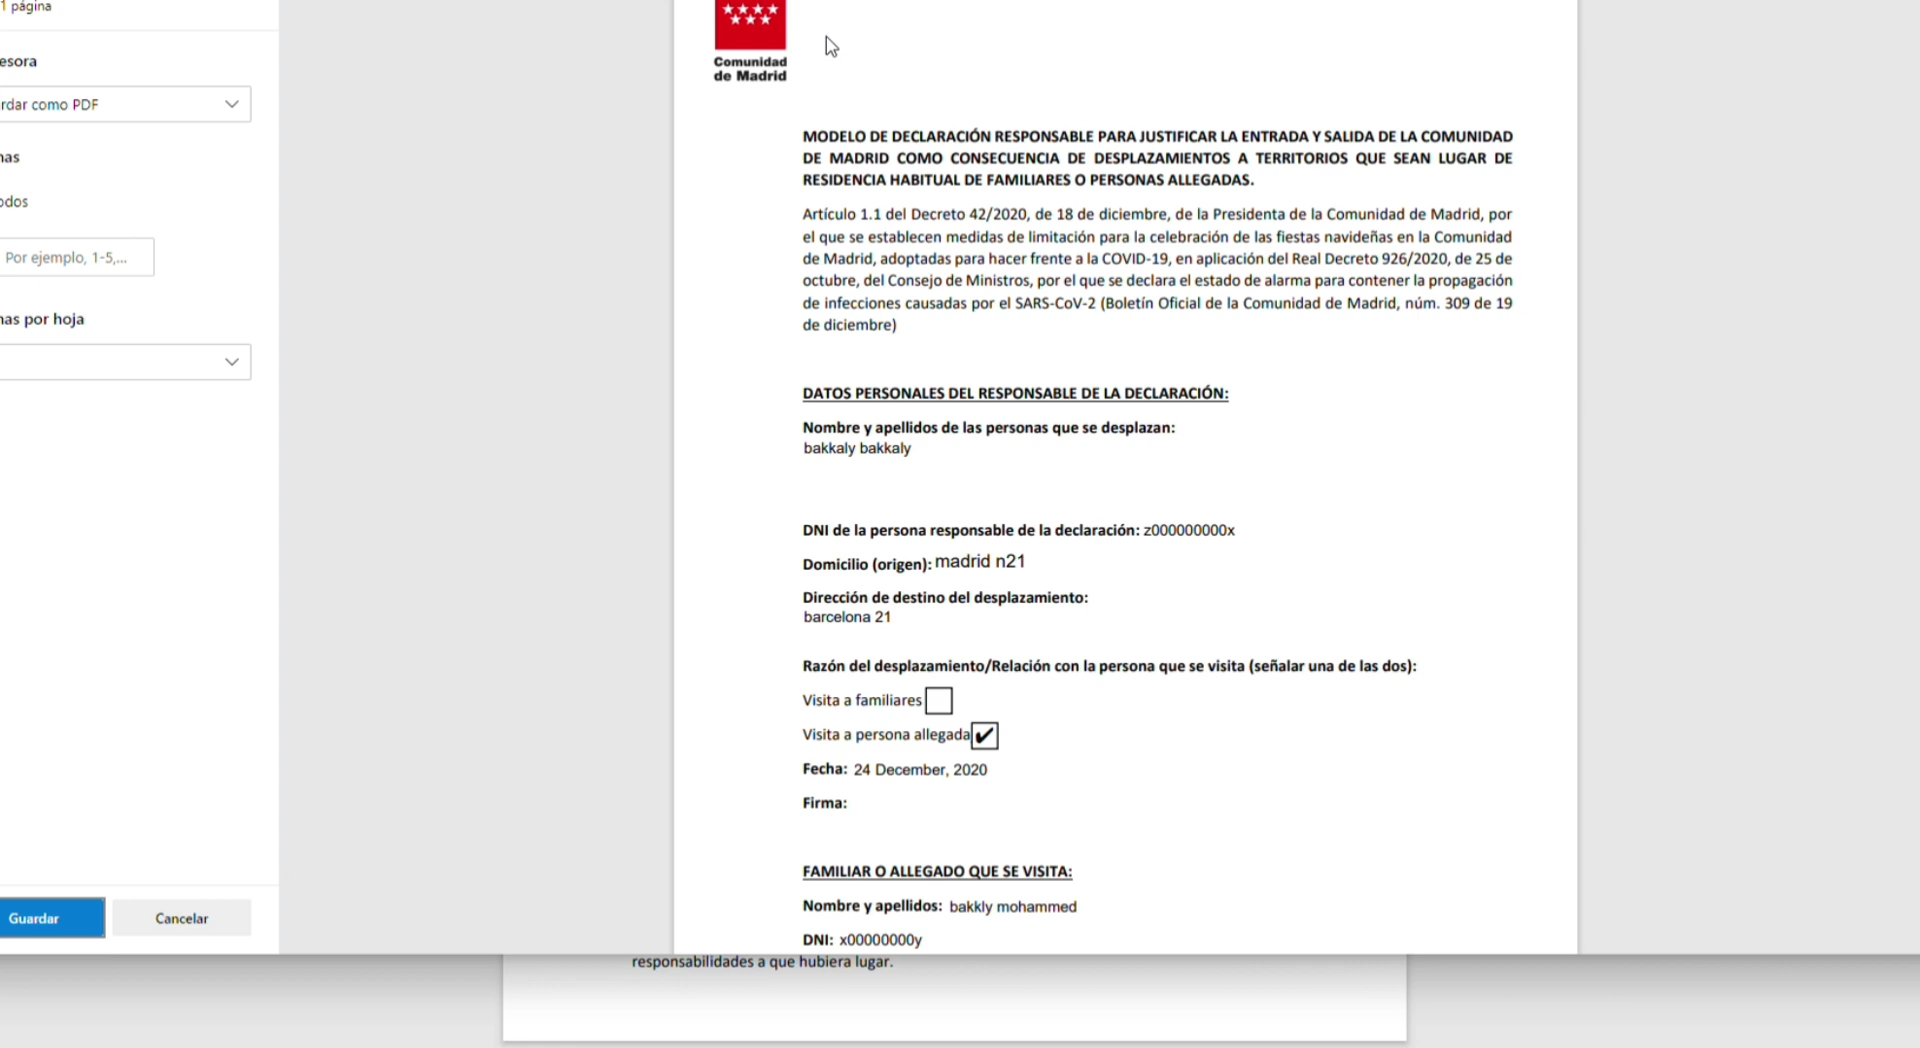 1 página
esora
rdar como PDF
nas
odos
Por ejemplo, 1-5,...
nas por hoja
Guardar
Cancelar
Comunidad
de Madrid
MODELO DE DECLARACIÓN RESPONSABLE PARA JUSTIFICAR LA ENTRADA Y SALIDA DE LA COMUNIDAD
DE MADRID COMO CONSECUENCIA DE DESPLAZAMIENTOS A TERRITORIOS QUE SEAN LUGAR DE
RESIDENCIA HABITUAL DE FAMILIARES O PERSONAS ALLEGADAS.
Artículo 1.1 del Decreto 42/2020, de 18 de diciembre, de la Presidenta de la Comunidad de Madrid, por
el que se establecen medidas de limitación para la celebración de las fiestas navideñas en la Comunidad
de Madrid, adoptadas para hacer frente a la COVID-19, en aplicación del Real Decreto 926/2020, de 25 de
octubre, del Consejo de Ministros, por el que se declara el estado de alarma para contener la propagación
de infecciones causadas por el SARS-CoV-2 (Boletín Oficial de la Comunidad de Madrid, núm. 309 de 19
de diciembre)
DATOS PERSONALES DEL RESPONSABLE DE LA DECLARACIÓN:
Nombre y apellidos de las personas que se desplazan:
bakkaly bakkaly
DNI de la persona responsable de la declaración: z000000000x
Domicilio (origen): madrid n21
Dirección de destino del desplazamiento:
barcelona 21
Razón del desplazamiento/Relación con la persona que se visita (señalar una de las dos):
Visita a familiares
Visita a persona allegada
Fecha: 24 December, 2020
Firma:
FAMILIAR O ALLEGADO QUE SE VISITA:
Nombre y apellidos: bakkly mohammed
DNI: x00000000y
responsabilidades a que hubiera lugar.